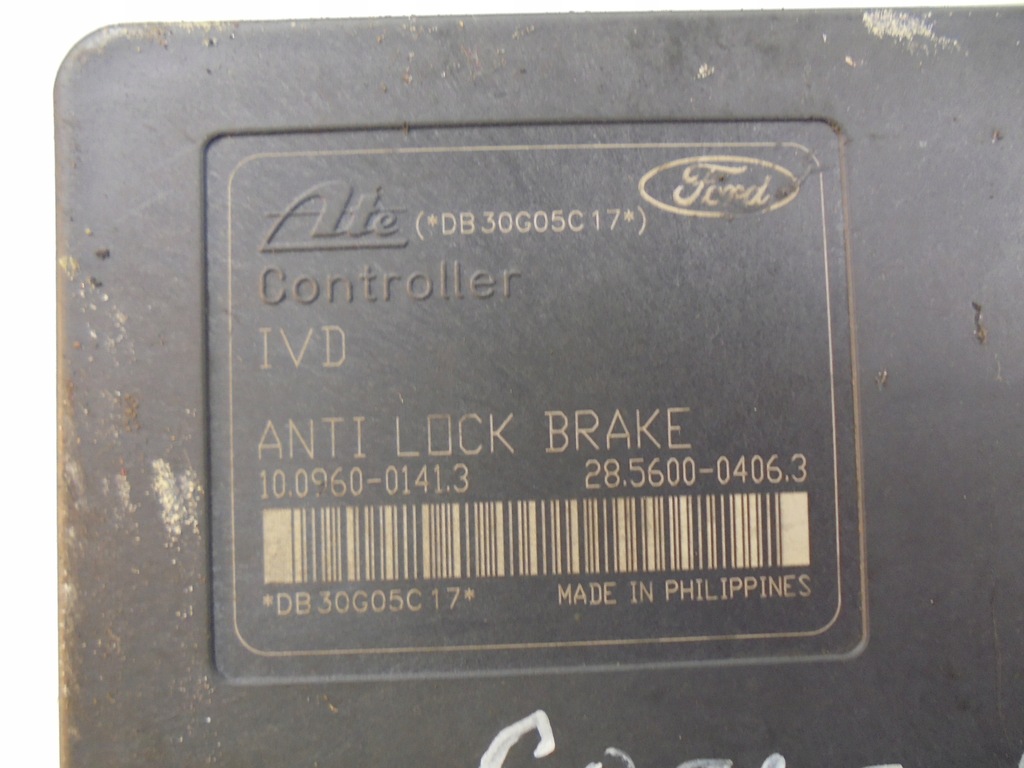 Ate (*DB30G05C17*) Ford
Controller
IVD
ANTI LOCK BRAKE
10.0960-0141.3 28.5600-0406.3
*DB30G05C17* MADE IN PHILIPPINES